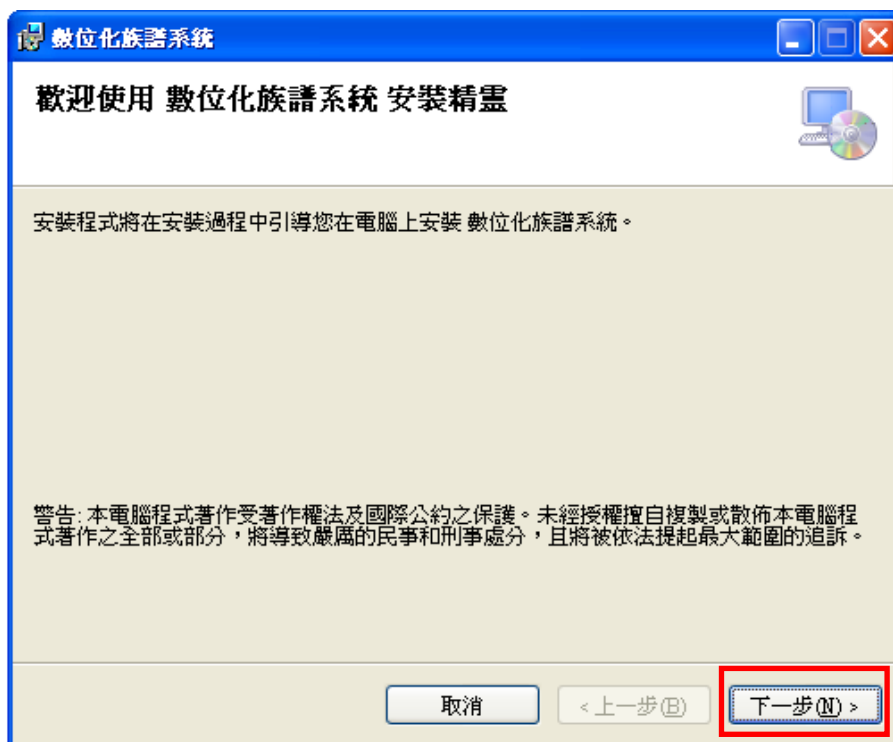 數位化族譜系統
歡迎使用 數位化族譜系統 安裝精靈
安裝程式將在安裝過程中引導您在電腦上安裝 數位化族譜系統。
警告: 本電腦程式著作受著作權法及國際公約之保護。未經授權擅自複製或散佈本電腦程
式著作之全部或部分，將導致嚴厲的民事和刑事處分，且將被依法提起最大範圍的追訴。
取消 <上一步(B) 下一步(N) >